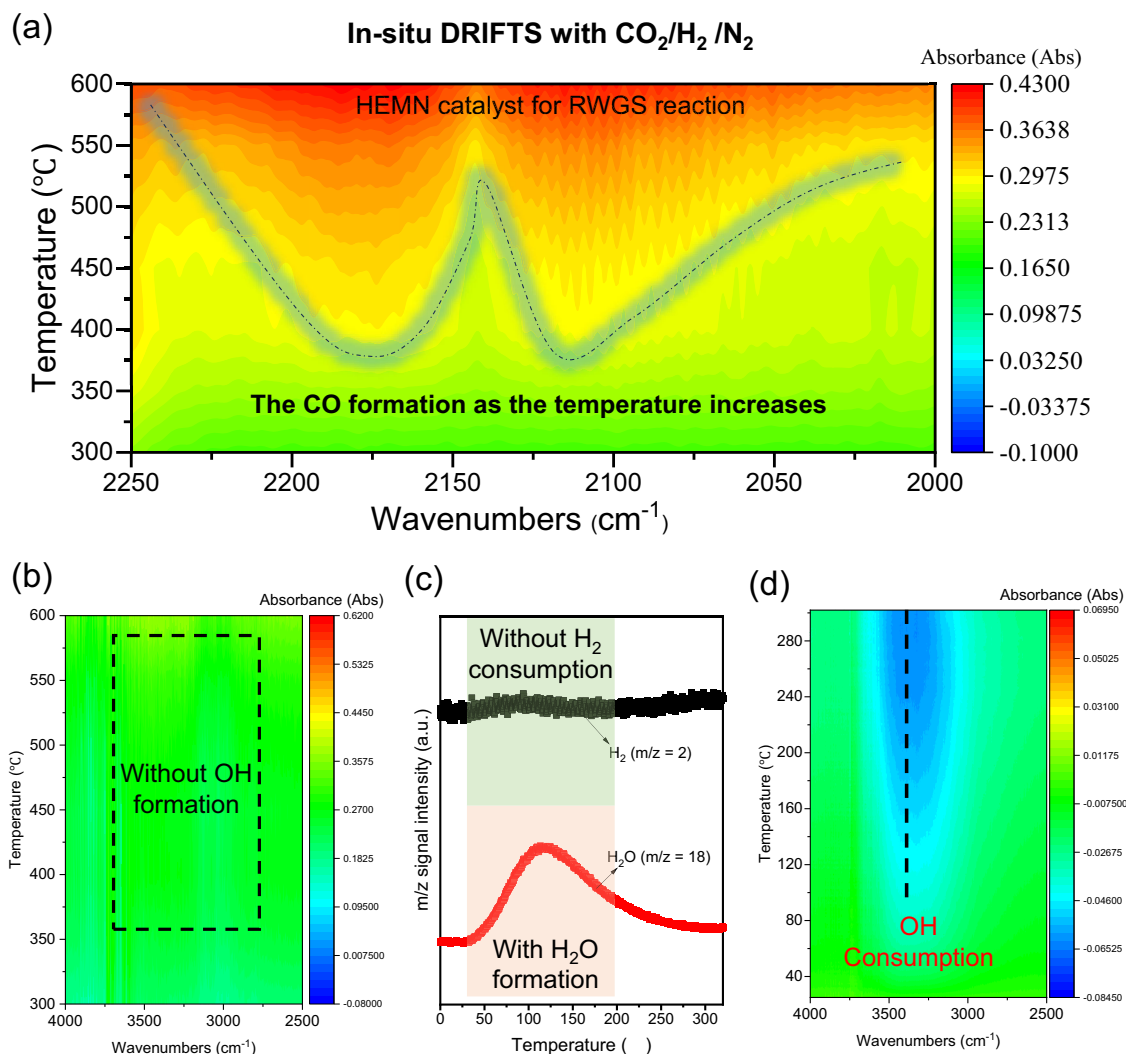 (a)
In-situ DRIFTS with CO₂/H₂ /N₂
Absorbance (Abs)
HEMN catalyst for RWGS reaction
The CO formation as the temperature increases
600
550
500
450
400
350
300
Temperature (°C)
2250
2200
2150
2100
2050
2000
Wavenumbers (cm⁻¹)
0.4300
0.3638
0.2975
0.2313
0.1650
0.09875
0.03250
-0.03375
-0.1000
(b)
Absorbance (Abs)
600
550
500
450
400
350
300
Temperature (°C)
Without OH
formation
4000
3500
3000
2500
Wavenumbers (cm⁻¹)
0.6200
0.5325
0.4450
0.3575
0.2700
0.1825
0.09500
0.007500
-0.08000
(c)
m/z signal intensity (a.u.)
Without H₂
consumption
H₂ (m/z = 2)
H₂O (m/z = 18)
With H₂O
formation
0
50
100
150
200
250
300
Temperature ( )
(d)
Absorbance (Abs)
280
240
200
160
120
80
40
Temperature (°C)
OH
Consumption
4000
3500
3000
2500
Wavenumbers (cm⁻¹)
0.06950
0.05025
0.03100
0.01175
-0.007500
-0.02675
-0.04600
-0.06525
-0.08450